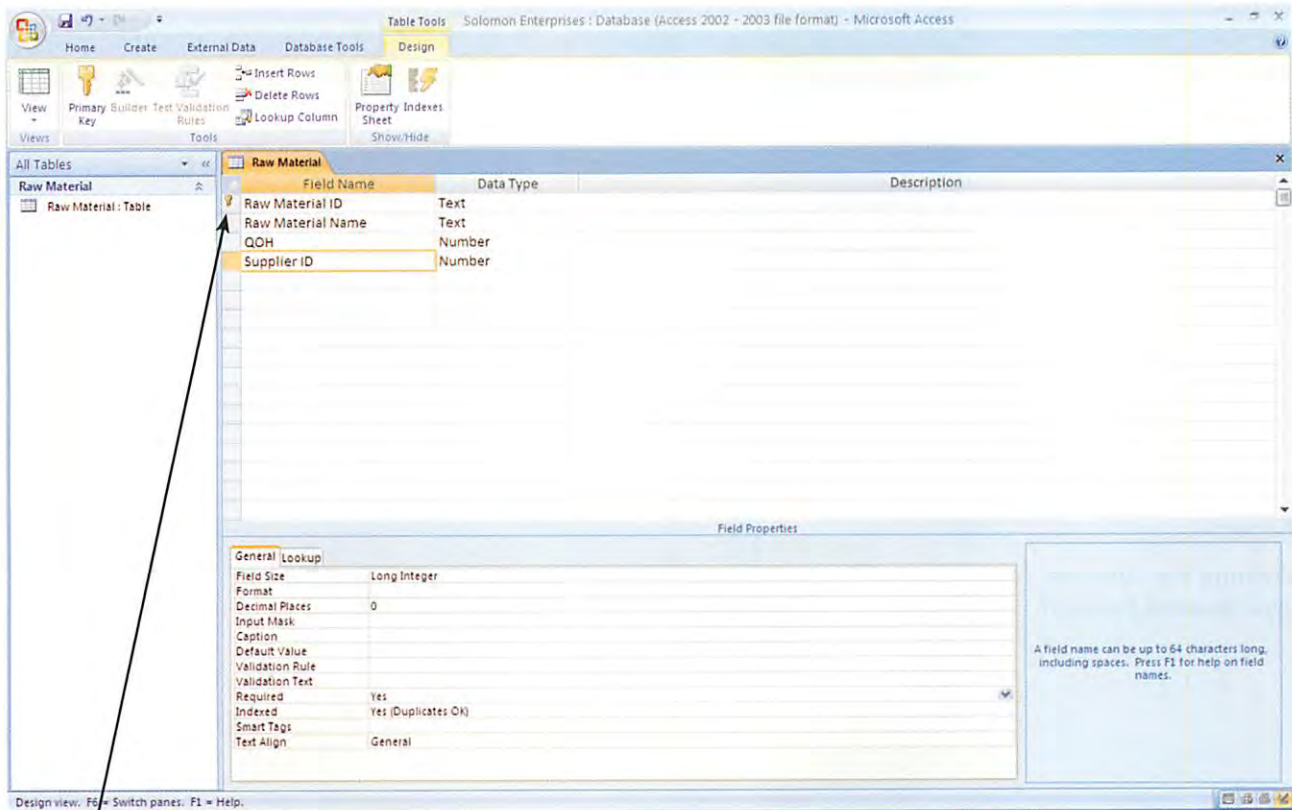 Table Tools Solomon Enterprises : Database (Access 2002 - 2003 file format) - Microsoft Access
Home Create External Data Database Tools Design
View
Primary Key
Builder
Test Validation Rules
Insert Rows
Delete Rows
Lookup Column
Property Sheet
Indexes
Views Tools Show/Hide
All Tables
Raw Material
Raw Material : Table
Raw Material
Field Name Data Type Description
Raw Material ID Text
Raw Material Name Text
QOH Number
Supplier ID Number
Field Properties
General Lookup
Field Size Long Integer
Format
Decimal Places 0
Input Mask
Caption
Default Value
Validation Rule
Validation Text
Required Yes
Indexed Yes (Duplicates OK)
Smart Tags
Text Align General
A field name can be up to 64 characters long,
including spaces. Press F1 for help on field
names.
Design view. F6 = Switch panes. F1 = Help.